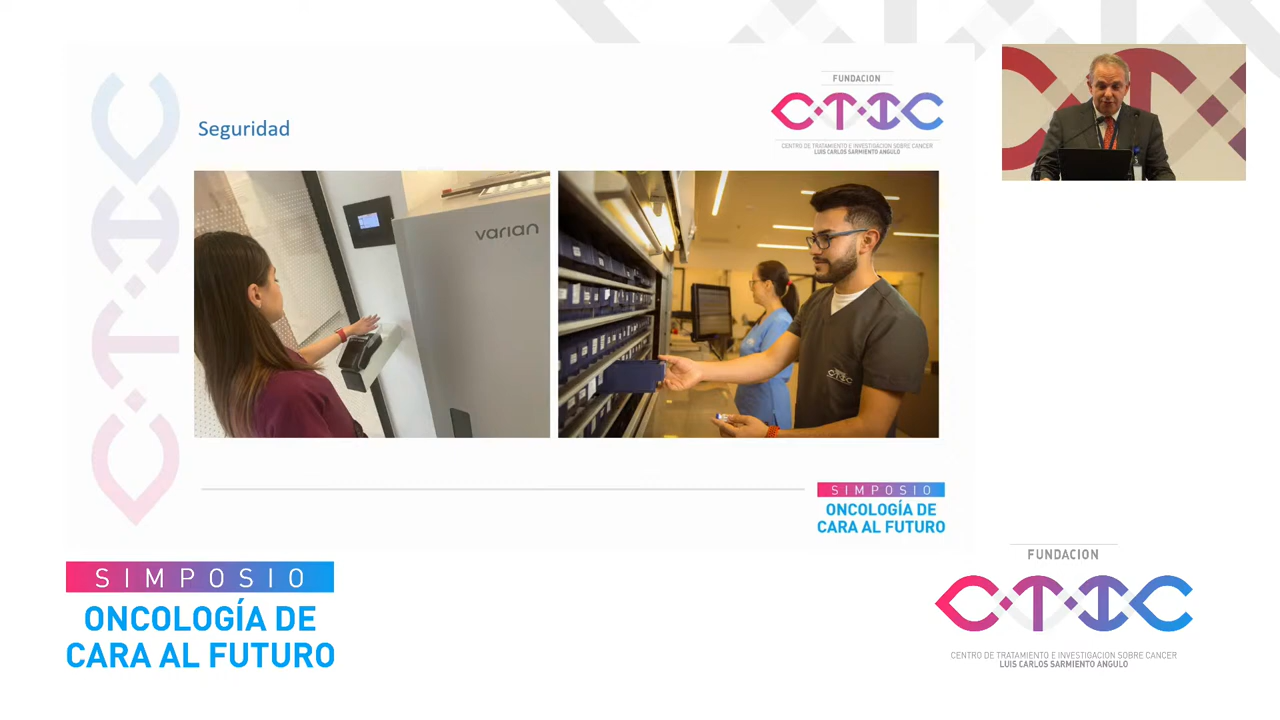 Seguridad
FUNDACION
CTIC
CENTRO DE TRATAMIENTO E INVESTIGACION SOBRE CANCER
LUIS CARLOS SARMIENTO ANGULO
varian
CTIC
SIMPOSIO
ONCOLOGÍA DE
CARA AL FUTURO
CTIC
SIMPOSIO
ONCOLOGÍA DE
CARA AL FUTURO
FUNDACION
CTIC
CENTRO DE TRATAMIENTO E INVESTIGACION SOBRE CANCER
LUIS CARLOS SARMIENTO ANGULO